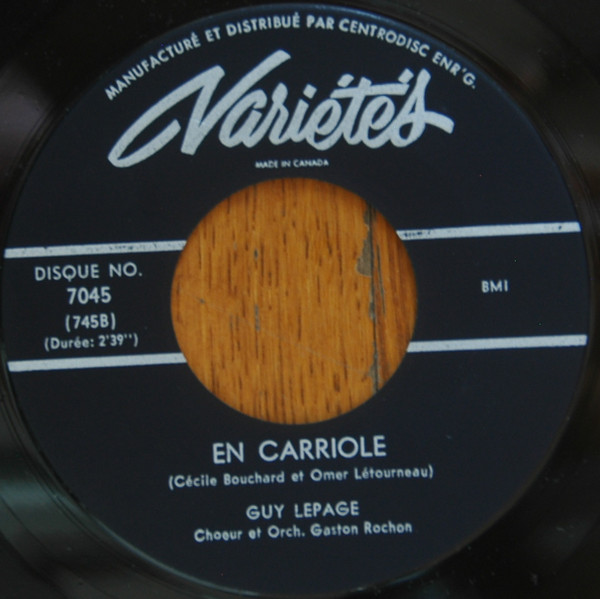 MANUFACTURÉ ET DISTRIBUÉ PAR CENTRODISC ENR'G.
Variétés
MADE IN CANADA
DISQUE NO.
7045
(745B)
(Durée: 2'39'')
BMI
EN CARRIOLE
(Cécile Bouchard et Omer Létourneau)
GUY LEPAGE
Choeur et Orch. Gaston Rochon